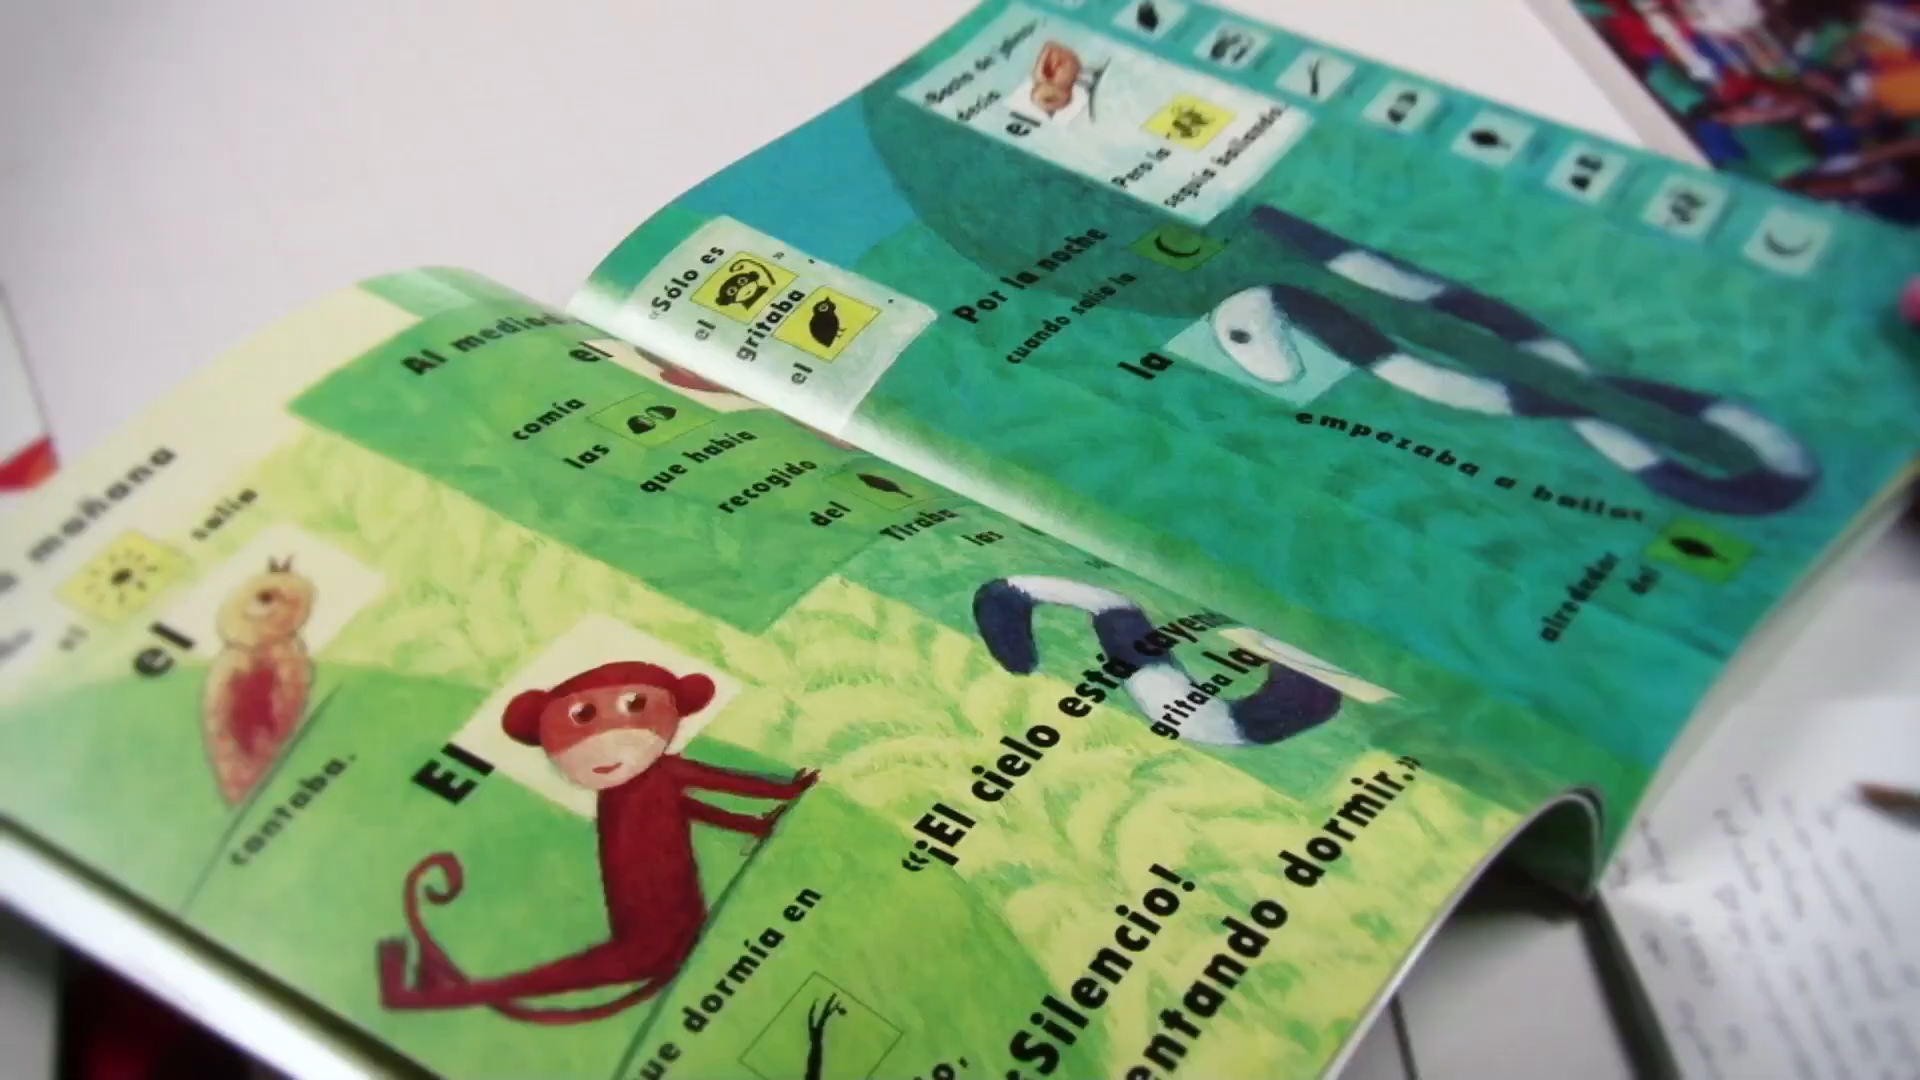 mañana
el
salía
el
cantaba.
El
que dormía en
Al
el
comía
las
que había
recogido
del
Tiraba
las
«¡El cielo está cayendo
gritaba la
¡Silencio!
dormir.»
«Sólo es
el
»
gritaba
el
.
decía
el
Pero la
seguía bailando.
Por la noche
cuando salía la
la
empezaba a bailar
alrededor
del